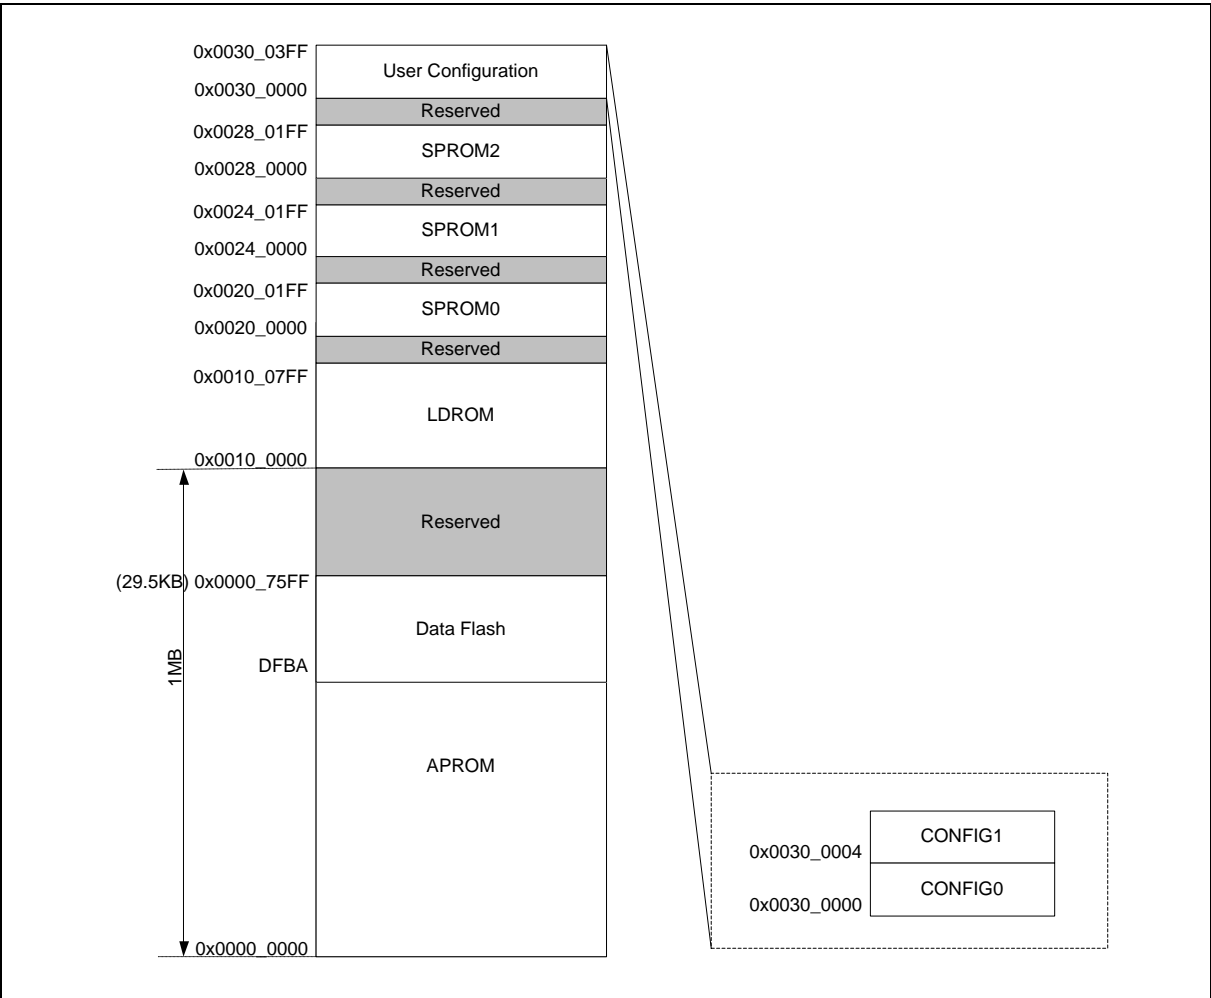 0x0030_03FF
User Configuration
0x0030_0000
Reserved
0x0028_01FF
SPROM2
0x0028_0000
Reserved
0x0024_01FF
SPROM1
0x0024_0000
Reserved
0x0020_01FF
SPROM0
0x0020_0000
Reserved
0x0010_07FF
LDROM
0x0010_0000
Reserved
(29.5KB) 0x0000_75FF
Data Flash
1MB
DFBA
APROM
0x0000_0000
CONFIG1
0x0030_0004
CONFIG0
0x0030_0000